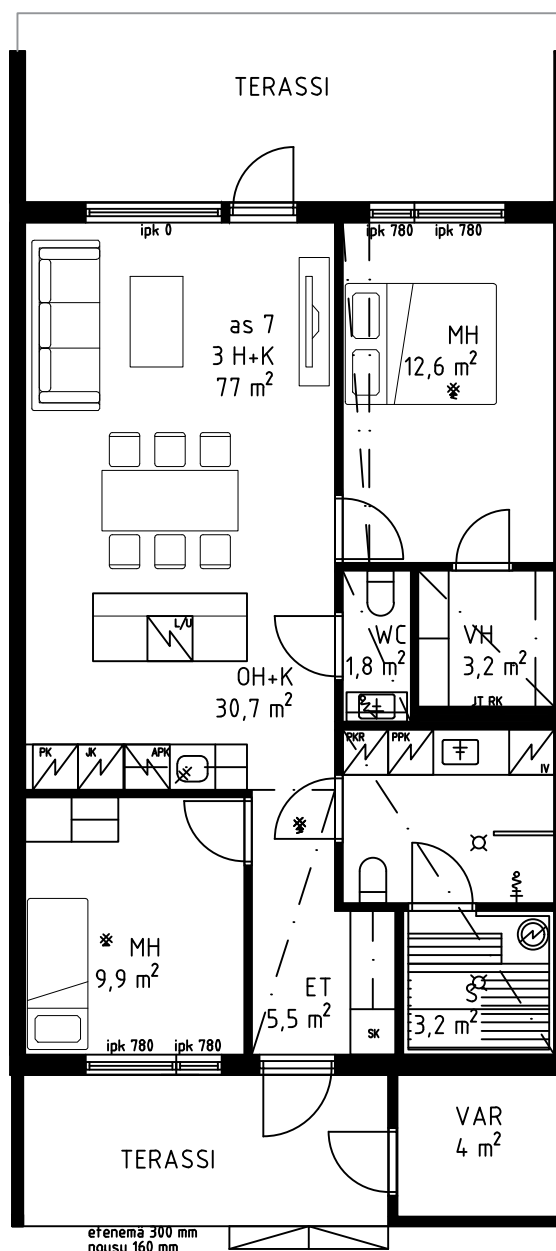 TERASSI
ipk 0
ipk 780 ipk 780
as 7
3 H+K
77 m²
MH
12,6 m²
L/U
WC
1,8 m²
VH
3,2 m²
JT RK
OH+K
30,7 m²
PK JK APK
PKR PPK
IV
MH
9,9 m²
ET
5,5 m²
S
3,2 m²
SK
ipk 780 ipk 780
VAR
4 m²
TERASSI
etenemä 300 mm
nousu 160 mm